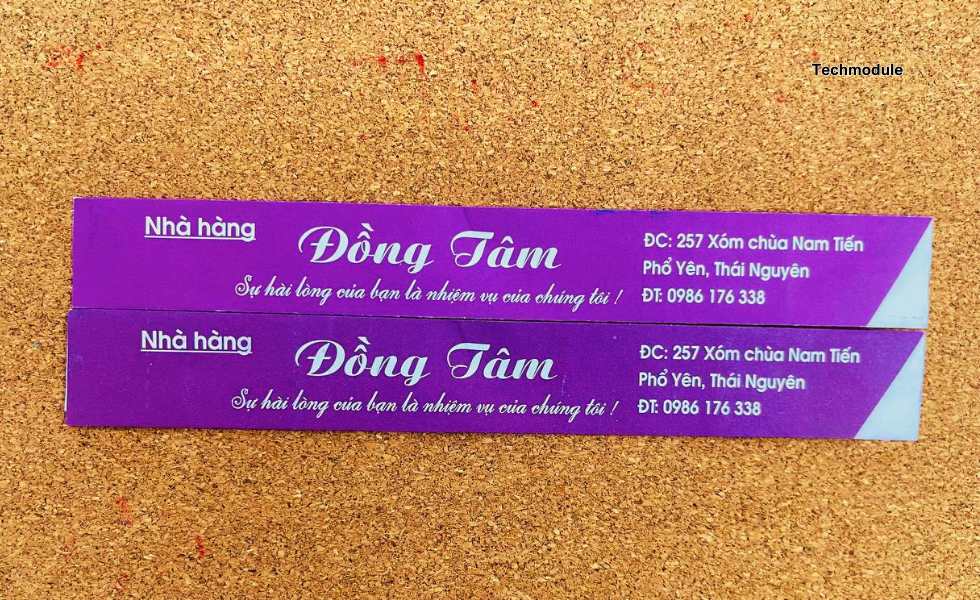 Techmodule
Nhà hàng
Đồng Tâm
Sự hài lòng của bạn là nhiệm vụ của chúng tôi !
ĐC: 257 Xóm chùa Nam Tiến
Phổ Yên, Thái Nguyên
ĐT: 0986 176 338
Nhà hàng
Đồng Tâm
Sự hài lòng của bạn là nhiệm vụ của chúng tôi !
ĐC: 257 Xóm chùa Nam Tiến
Phổ Yên, Thái Nguyên
ĐT: 0986 176 338